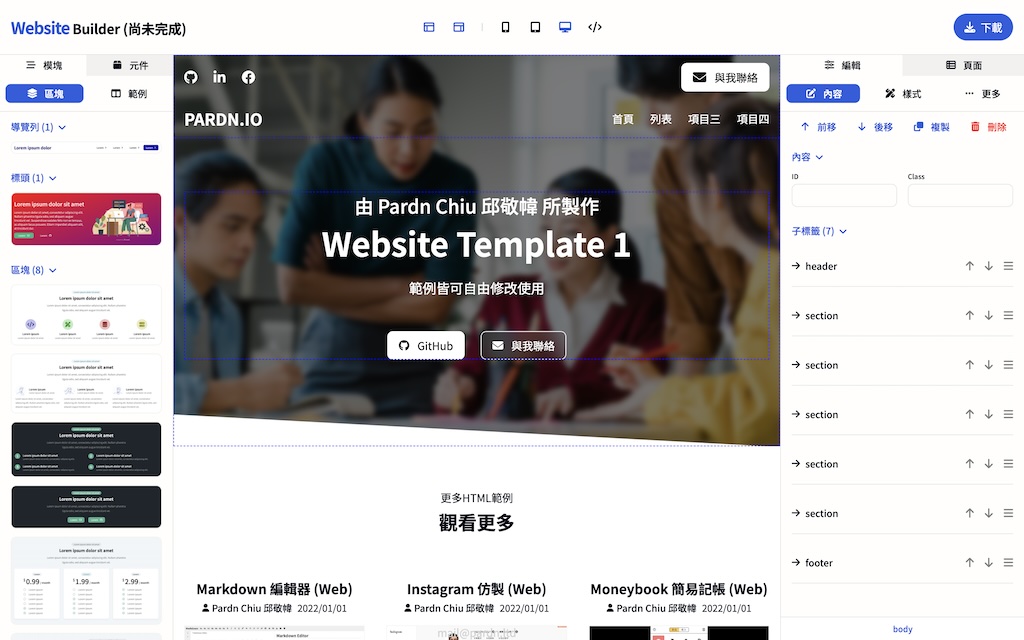 Website Builder (尚未完成)
下載
模塊
元件
區塊
範例
導覽列 (1)
Lorem ipsum dolor
標頭 (1)
Lorem ipsum dolor sit amet
區塊 (8)
Lorem ipsum dolor sit amet
Lorem ipsum dolor sit amet
Lorem ipsum dolor sit amet
Lorem ipsum dolor sit amet
Lorem ipsum dolor sit amet
$0.99
$1.99
$2.99
與我聯絡
PARDN.IO
首頁
列表
項目三
項目四
由 Pardn Chiu 邱敬幃 所製作
Website Template 1
範例皆可自由修改使用
GitHub
與我聯絡
更多HTML範例
觀看更多
Markdown 編輯器 (Web)
Pardn Chiu 邱敬幃 2022/01/01
Markdown Editor
Instagram 仿製 (Web)
Pardn Chiu 邱敬幃 2022/01/01
Moneybook 簡易記帳 (Web)
Pardn Chiu 邱敬幃 2022/01/01
編輯
頁面
內容
樣式
更多
前移
後移
複製
刪除
內容
ID
Class
子標籤 (7)
header
section
section
section
section
section
footer
body